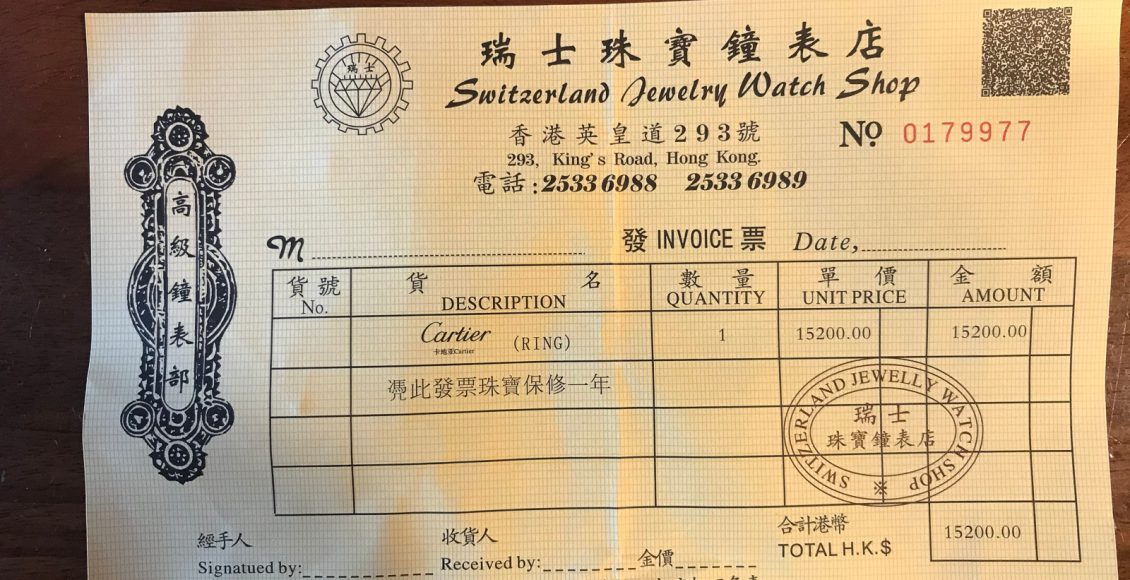 瑞士珠寶鐘表店
Switzerland Jewelry Watch Shop
瑞士
香港英皇道293號
293, King's Road, Hong Kong.
電話:2533 6988 2533 6989
No 0179977
高級鐘表部
M
發 INVOICE 票 Date,
貨號 貨名 數量 單價 金額
No. DESCRIPTION QUANTITY UNIT PRICE AMOUNT
Cartier (RING) 1 15200.00 15200.00
卡地亚Cartier
凴此發票珠寶保修一年
SWITZERLAND JEWELLY WATCH SHOP
瑞士
珠寶鐘表店
經手人 收貨人 合計港幣
Signatued by: Received by: 金價 TOTAL H.K.$ 15200.00